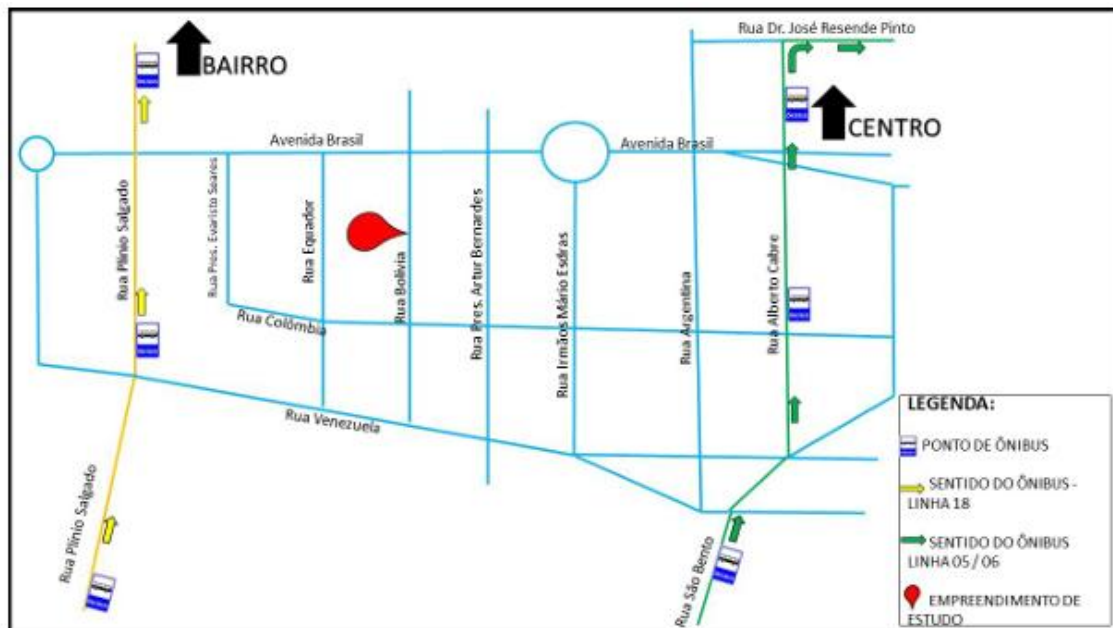 Rua Dr. José Resende Pinto
BAIRRO
CENTRO
Avenida Brasil
Avenida Brasil
Rua Plínio Salgado
Rua Pres. Evaristo Soares
Rua Equador
Rua Bolívia
Rua Pres. Artur Bernardes
Rua Irmãos Mário Esdras
Rua Argentina
Rua Alberto Cabre
Rua Colômbia
Rua Venezuela
Rua Plínio Salgado
Rua São Bento
LEGENDA:
PONTO DE ÔNIBUS
SENTIDO DO ÔNIBUS -
LINHA 18
SENTIDO DO ÔNIBUS
LINHA 05 / 06
EMPREENDIMENTO DE
ESTUDO